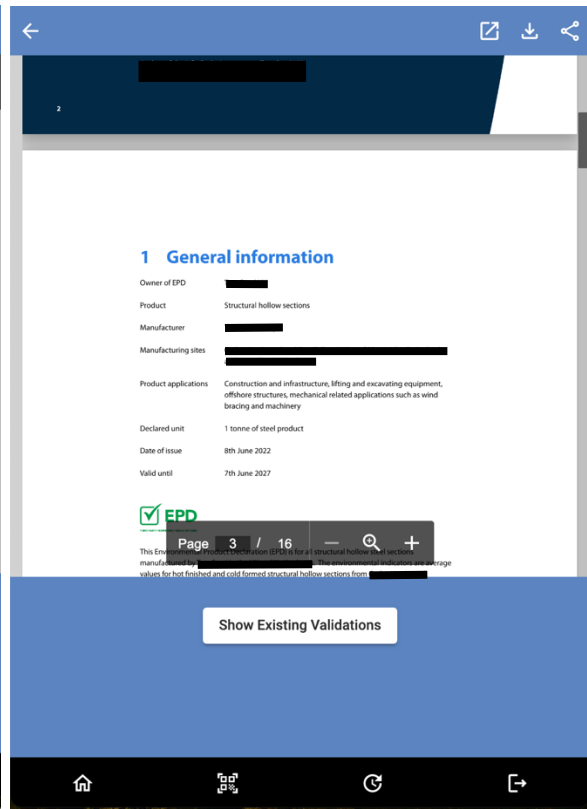 2
1 General information
Owner of EPD
Product Structural hollow sections
Manufacturer
Manufacturing sites
Product applications Construction and infrastructure, lifting and excavating equipment,
offshore structures, mechanical related applications such as wind
bracing and machinery
Declared unit 1 tonne of steel product
Date of issue 8th June 2022
Valid until 7th June 2027
EPD
Page 3 / 16
This Environmental Product Declaration (EPD) is for all structural hollow steel sections
manufactured by . The environmental indicators are average
values for hot finished and cold formed structural hollow sections from
Show Existing Validations